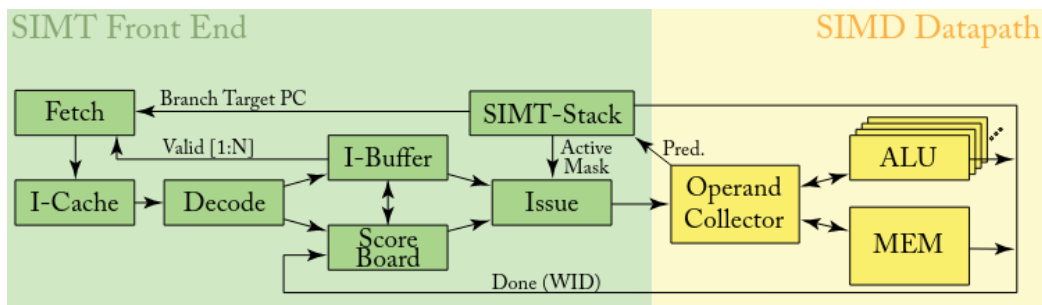 SIMT Front End
SIMD Datapath
Fetch
Branch Target PC
SIMT-Stack
Valid [1:N]
I-Buffer
Active
Mask
Pred.
ALU
I-Cache
Decode
Issue
Operand
Collector
Score
Board
MEM
Done (WID)